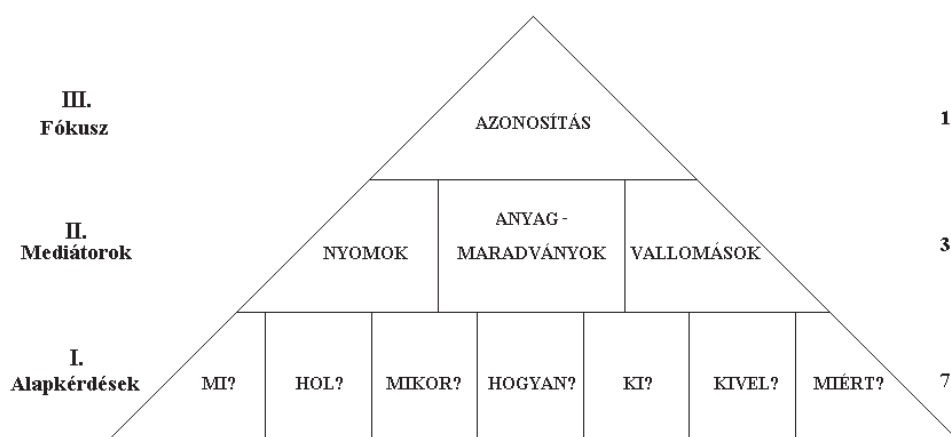 III.
Fókusz
AZONOSÍTÁS
1
II.
Mediátorok
NYOMOK
ANYAG -
MARADVÁNYOK
VALLOMÁSOK
3
I.
Alapkérdések
MI?
HOL?
MIKOR?
HOGYAN?
KI?
KIVEL?
MIÉRT?
7